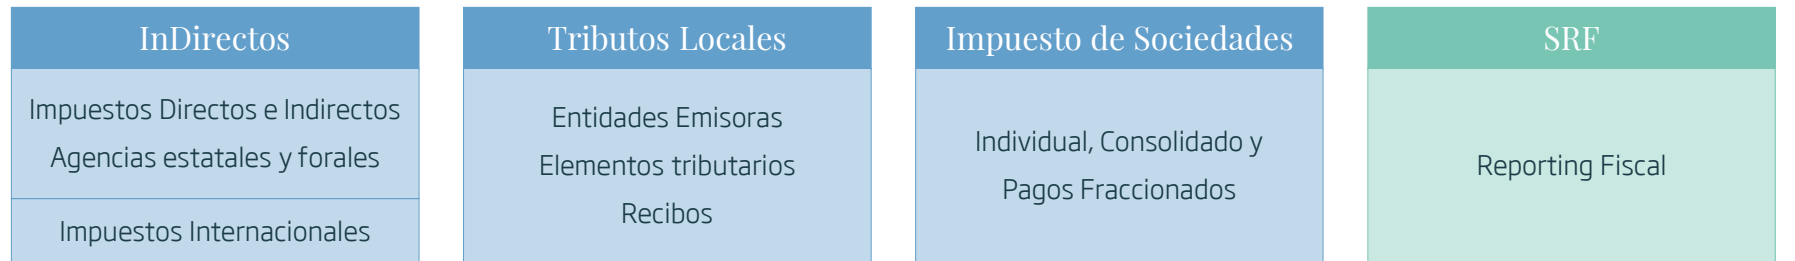 InDirectos
Impuestos Directos e Indirectos
Agencias estatales y forales
Impuestos Internacionales
Tributos Locales
Entidades Emisoras
Elementos tributarios
Recibos
Impuesto de Sociedades
Individual, Consolidado y
Pagos Fraccionados
SRF
Reporting Fiscal